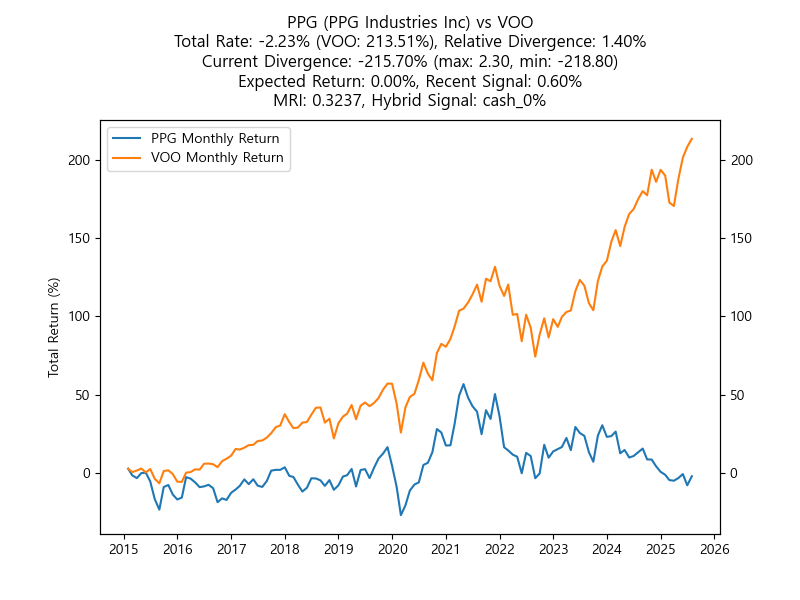 PPG (PPG Industries Inc) vs VOO
Total Rate: -2.23% (VOO: 213.51%), Relative Divergence: 1.40%
Current Divergence: -215.70% (max: 2.30, min: -218.80)
Expected Return: 0.00%, Recent Signal: 0.60%
MRI: 0.3237, Hybrid Signal: cash_0%
PPG Monthly Return
VOO Monthly Return
Total Return (%)
200
150
100
50
0
200
150
100
50
0
2015 2016 2017 2018 2019 2020 2021 2022 2023 2024 2025 2026